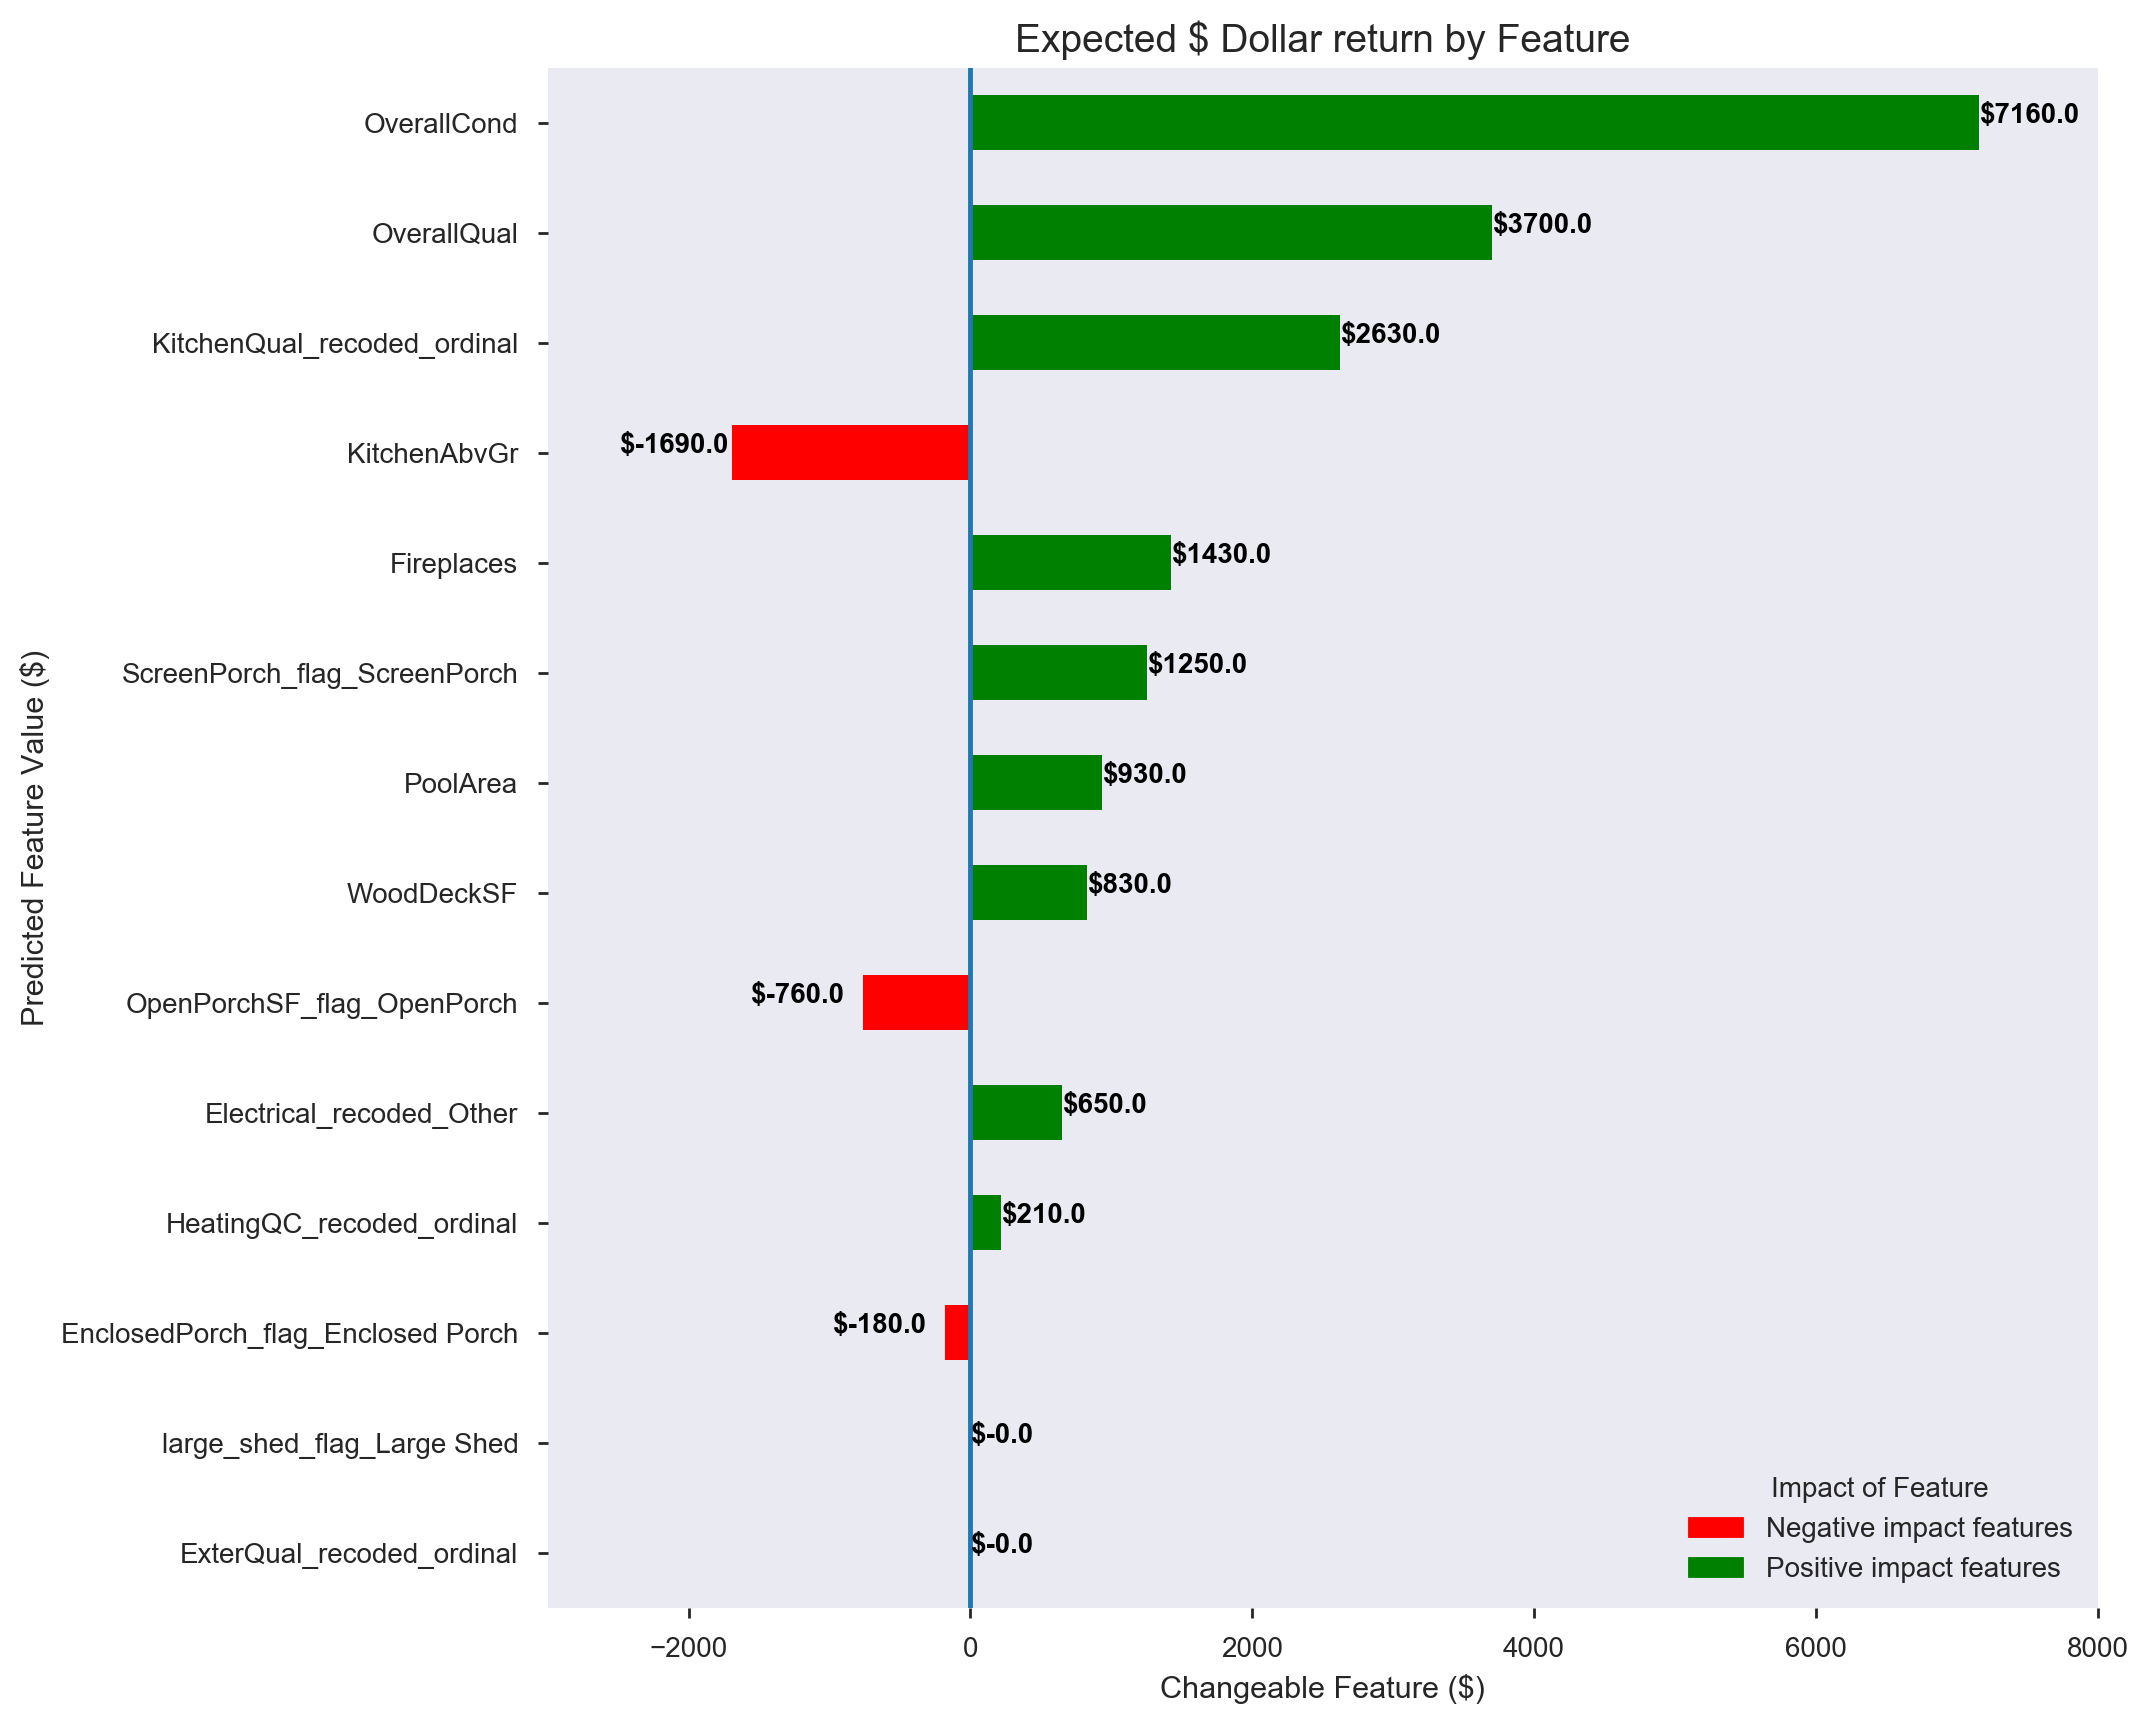 Expected $ Dollar return by Feature
OverallCond
$7160.0
OverallQual
$3700.0
KitchenQual_recoded_ordinal
$2630.0
KitchenAbvGr
$-1690.0
Fireplaces
$1430.0
ScreenPorch_flag_ScreenPorch
$1250.0
PoolArea
$930.0
WoodDeckSF
$830.0
OpenPorchSF_flag_OpenPorch
$-760.0
Electrical_recoded_Other
$650.0
HeatingQC_recoded_ordinal
$210.0
EnclosedPorch_flag_Enclosed Porch
$-180.0
large_shed_flag_Large Shed
$-0.0
ExterQual_recoded_ordinal
$-0.0
Predicted Feature Value ($)
Impact of Feature
Negative impact features
Positive impact features
−2000 0 2000 4000 6000 8000
Changeable Feature ($)